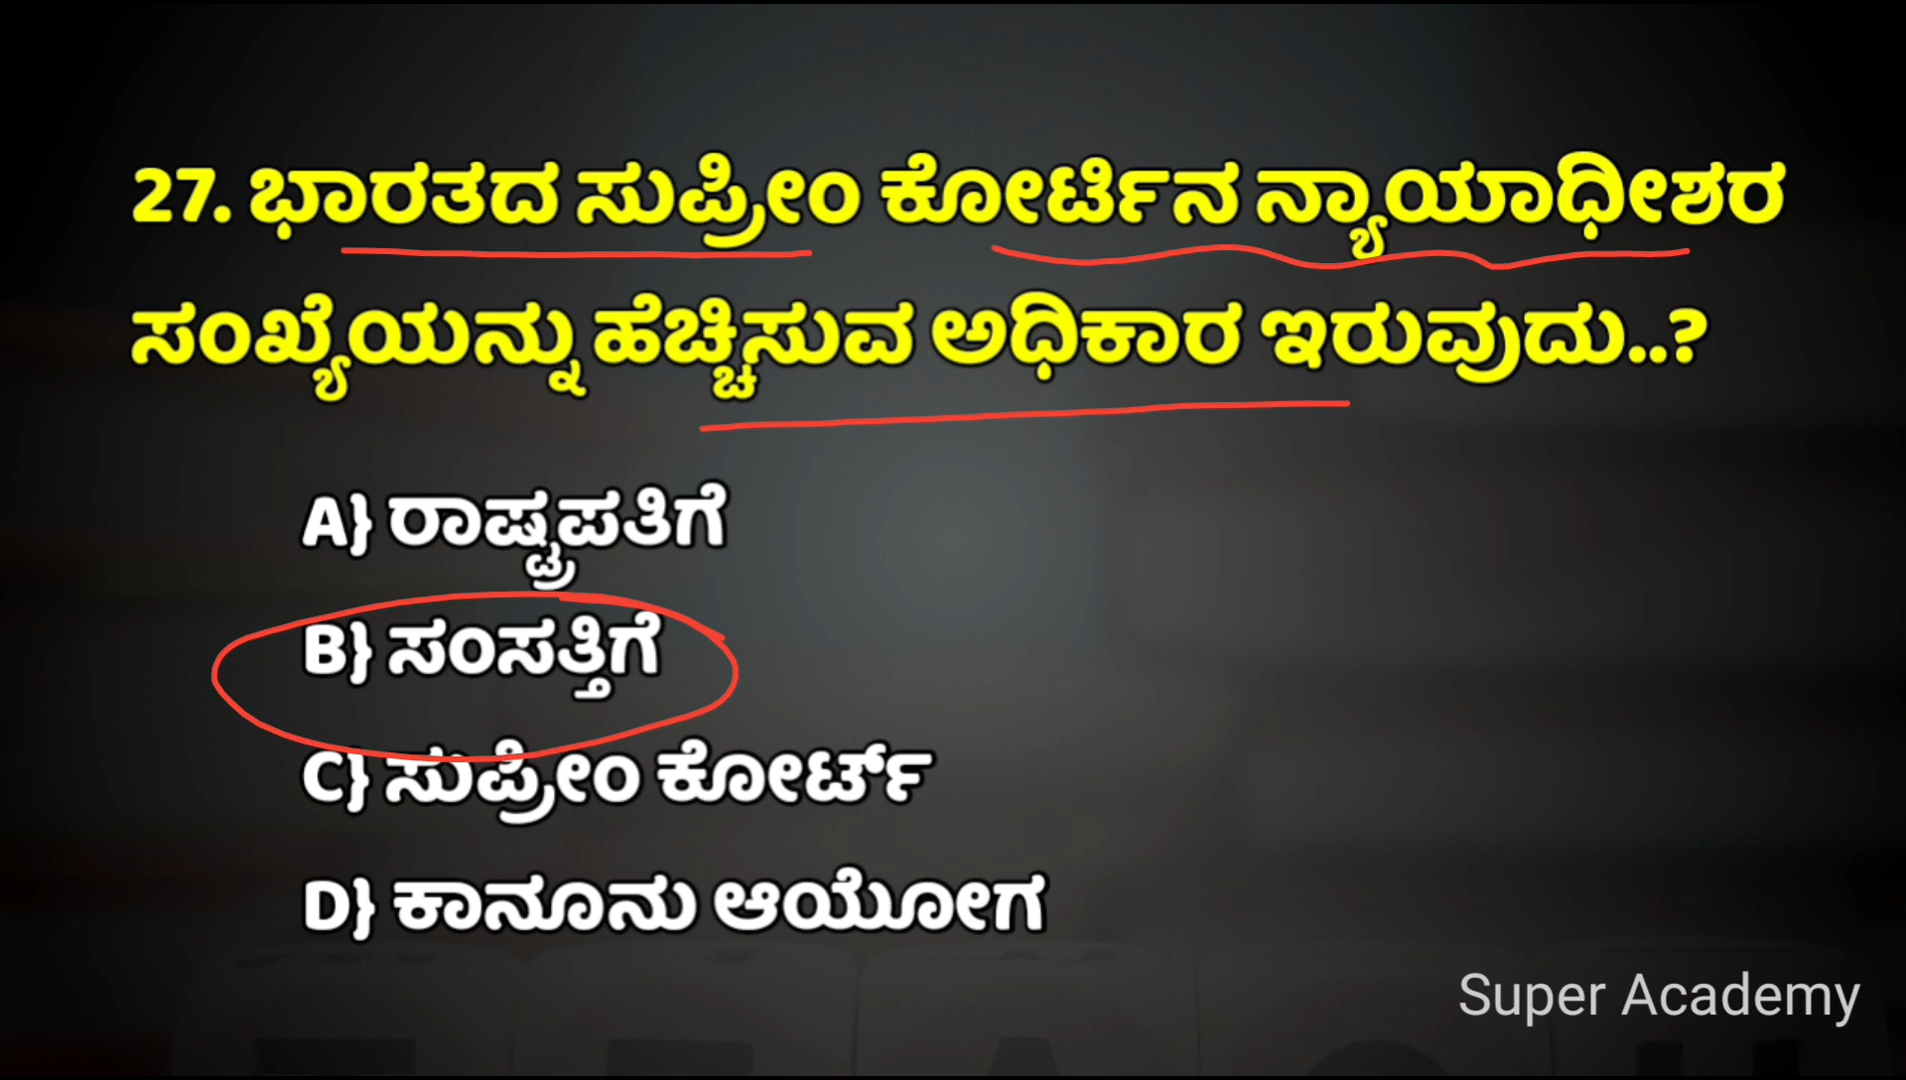 27. ಭಾರತದ ಸುಪ್ರೀಂ ಕೋರ್ಟಿನ ನ್ಯಾಯಾಧೀಶರ
ಸಂಖ್ಯೆಯನ್ನು ಹೆಚ್ಚಿಸುವ ಅಧಿಕಾರ ಇರುವುದು..?
A} ರಾಷ್ಟ್ರಪತಿಗೆ
B} ಸಂಸತ್ತಿಗೆ
C} ಸುಪ್ರೀಂ ಕೋರ್ಟ್
D} ಕಾನೂನು ಆಯೋಗ
Super Academy